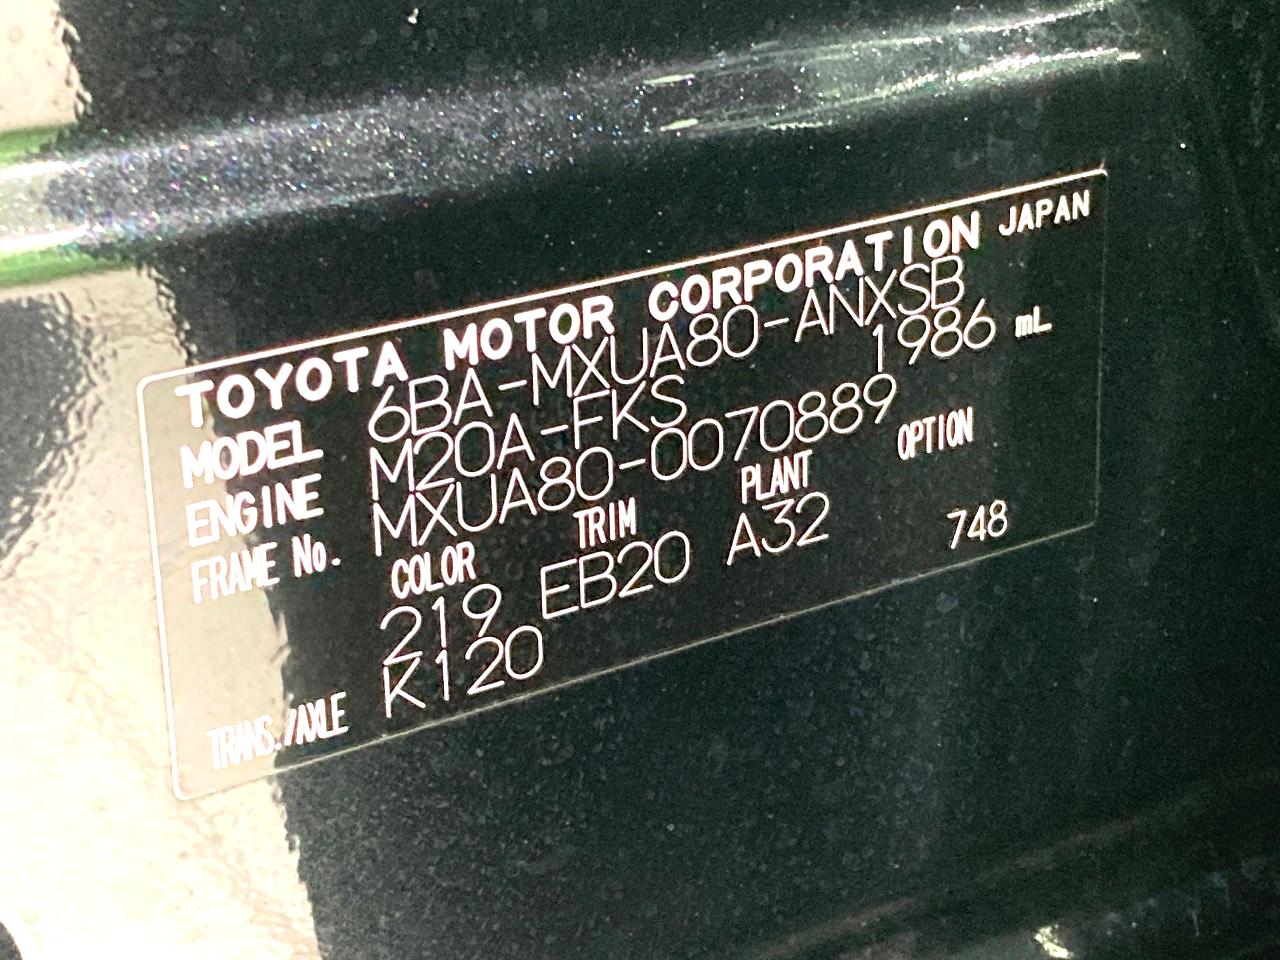 TOYOTA MOTOR CORPORATION JAPAN
MODEL 6BA-MXUA80-ANXSB
ENGINE M20A-FKS 1986 mL
FRAME No. MXUA80-0070889
COLOR TRIM PLANT OPTION
219 EB20 A32 748
TRANS./AXLE K120